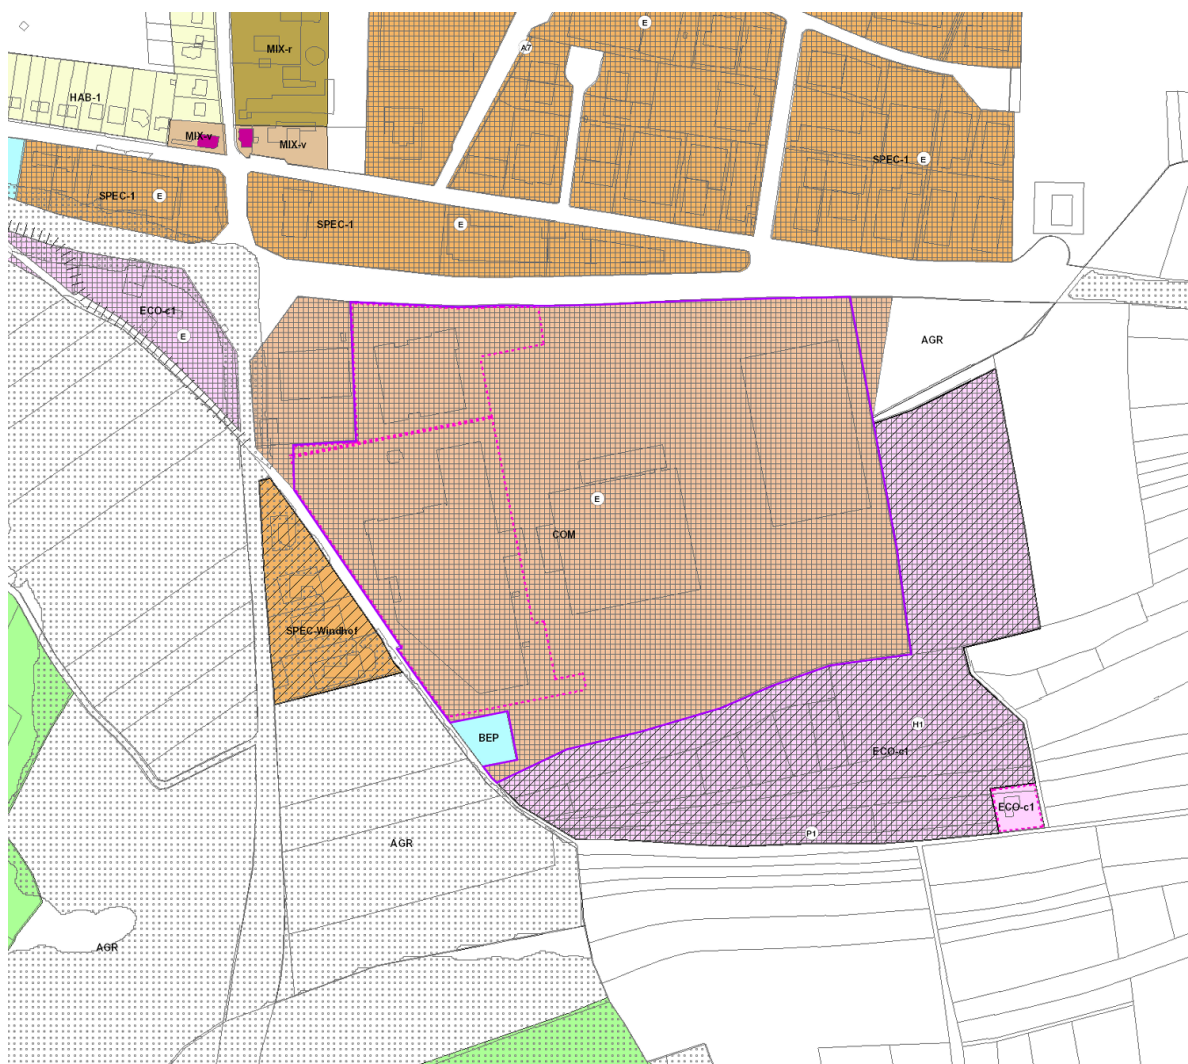 E
A7
MIX-r
HAB-1
MIX-v
MIX-v
SPEC-1
E
SPEC-1
E
SPEC-1
E
ECO-c1
E
AGR
E
COM
SPEC-Windhof
H1
BEP
ECO-c1
ECO-c1
P1
AGR
AGR